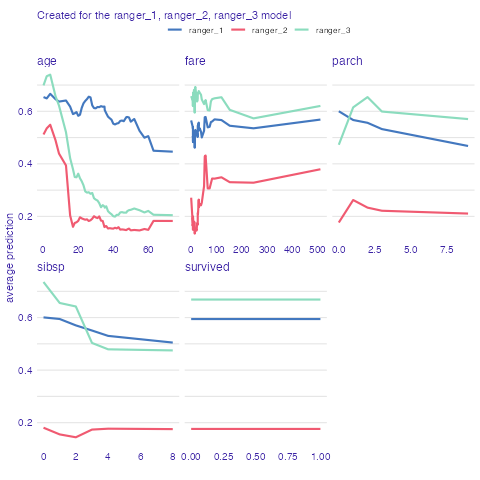 Created for the ranger_1, ranger_2, ranger_3 model
ranger_1 ranger_2 ranger_3
age fare parch
0.6
0.4
0.2
0 20 40 60 0 100 200 300 400 500 0.0 2.5 5.0 7.5
average prediction
sibsp survived
0.6
0.4
0.2
0 2 4 6 8 0.00 0.25 0.50 0.75 1.00